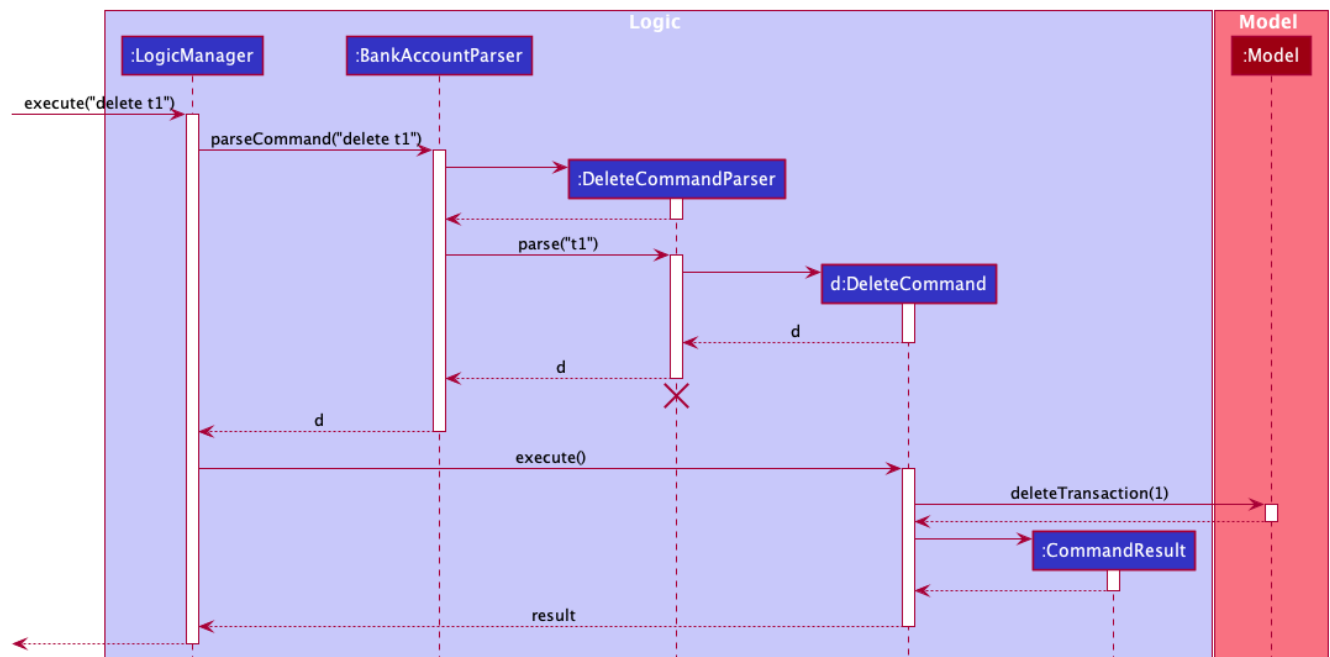 Logic
Model
:LogicManager
:BankAccountParser
:Model
execute("delete t1")
parseCommand("delete t1")
:DeleteCommandParser
parse("t1")
d:DeleteCommand
d
d
d
execute()
deleteTransaction(1)
:CommandResult
result